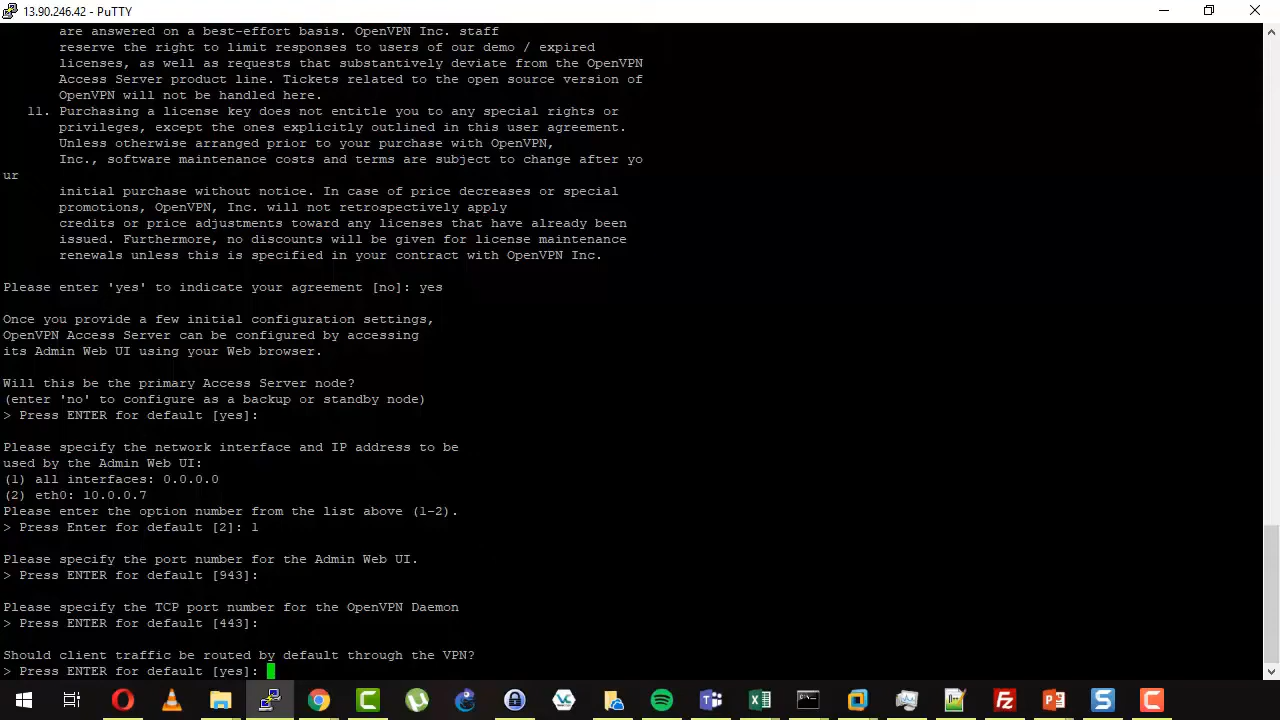 13.90.246.42 - PuTTY
are answered on a best-effort basis. OpenVPN Inc. staff
reserve the right to limit responses to users of our demo / expired
licenses, as well as requests that substantively deviate from the OpenVPN
Access Server product line. Tickets related to the open source version of
OpenVPN will not be handled here.
11. Purchasing a license key does not entitle you to any special rights or
privileges, except the ones explicitly outlined in this user agreement.
Unless otherwise arranged prior to your purchase with OpenVPN,
Inc., software maintenance costs and terms are subject to change after yo
ur
initial purchase without notice. In case of price decreases or special
promotions, OpenVPN, Inc. will not retrospectively apply
credits or price adjustments toward any licenses that have already been
issued. Furthermore, no discounts will be given for license maintenance
renewals unless this is specified in your contract with OpenVPN Inc.
Please enter 'yes' to indicate your agreement [no]: yes
Once you provide a few initial configuration settings,
OpenVPN Access Server can be configured by accessing
its Admin Web UI using your Web browser.
Will this be the primary Access Server node?
(enter 'no' to configure as a backup or standby node)
> Press ENTER for default [yes]:
Please specify the network interface and IP address to be
used by the Admin Web UI:
(1) all interfaces: 0.0.0.0
(2) eth0: 10.0.0.7
Please enter the option number from the list above (1-2).
> Press Enter for default [2]: 1
Please specify the port number for the Admin Web UI.
> Press ENTER for default [943]:
Please specify the TCP port number for the OpenVPN Daemon
> Press ENTER for default [443]:
Should client traffic be routed by default through the VPN?
> Press ENTER for default [yes]: